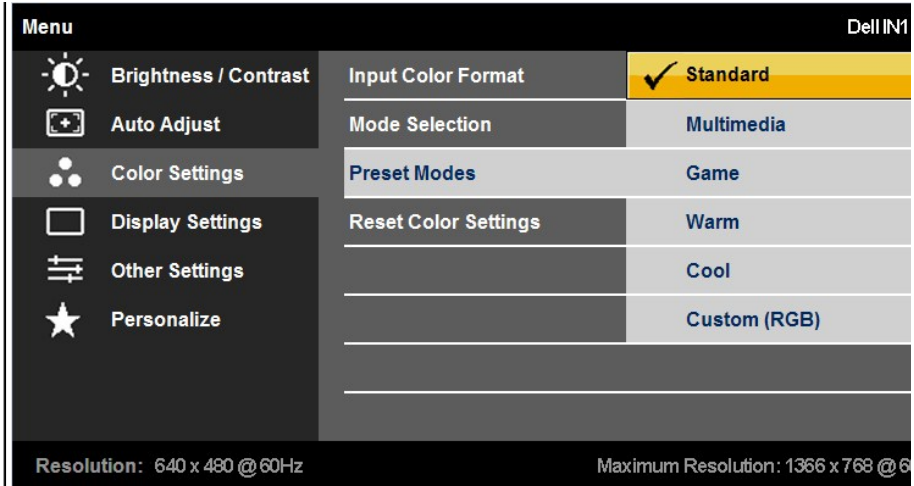 Menu
Dell IN1
Brightness / Contrast
Input Color Format
Standard
Auto Adjust
Mode Selection
Multimedia
Color Settings
Preset Modes
Game
Display Settings
Reset Color Settings
Warm
Other Settings
Cool
Personalize
Custom (RGB)
Resolution: 640 x 480 @ 60Hz
Maximum Resolution: 1366 x 768 @